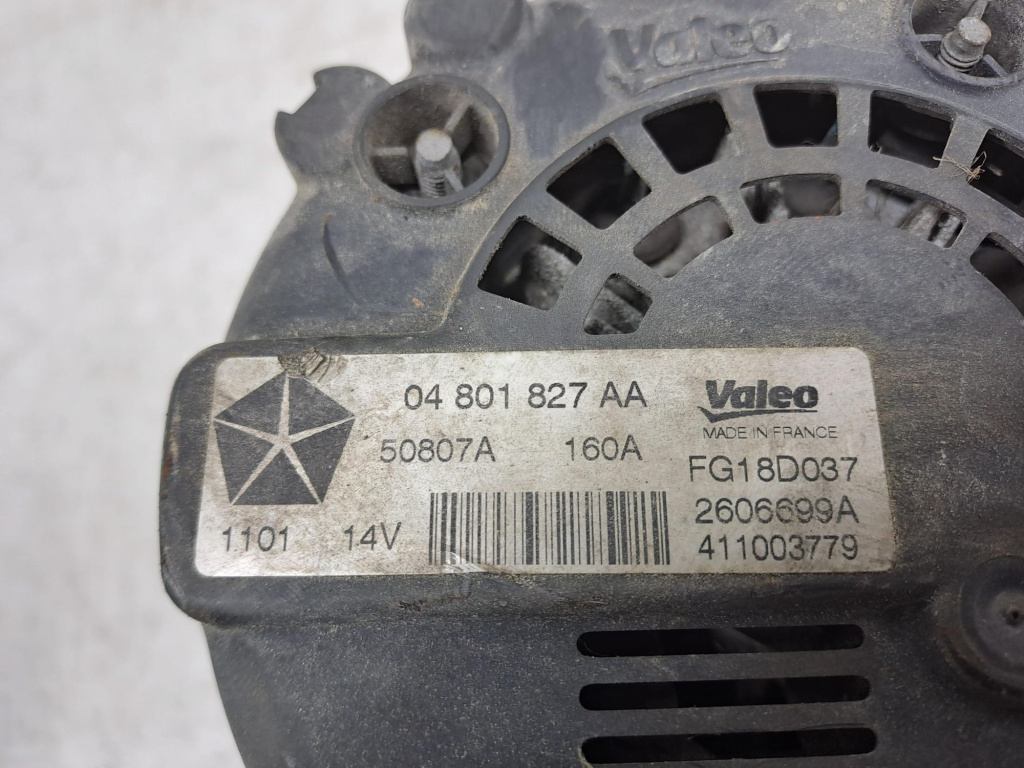 Valeo
04 801 827 AA
Valeo
MADE IN FRANCE
50807A 160A
FG18D037
1101 14V
2606699A
411003779